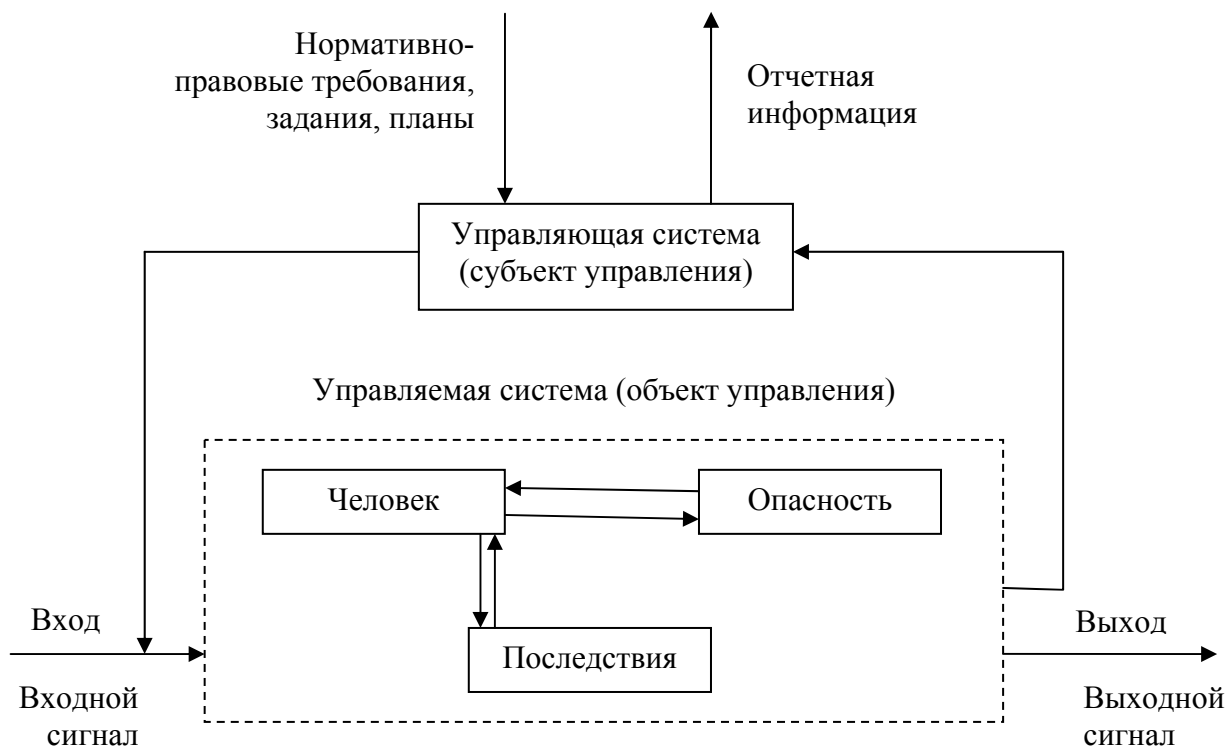 Нормативно-
правовые требования,
задания, планы
Отчетная
информация
Управляющая система
(субъект управления)
Управляемая система (объект управления)
Человек
Опасность
Последствия
Вход
Входной
сигнал
Выход
Выходной
сигнал